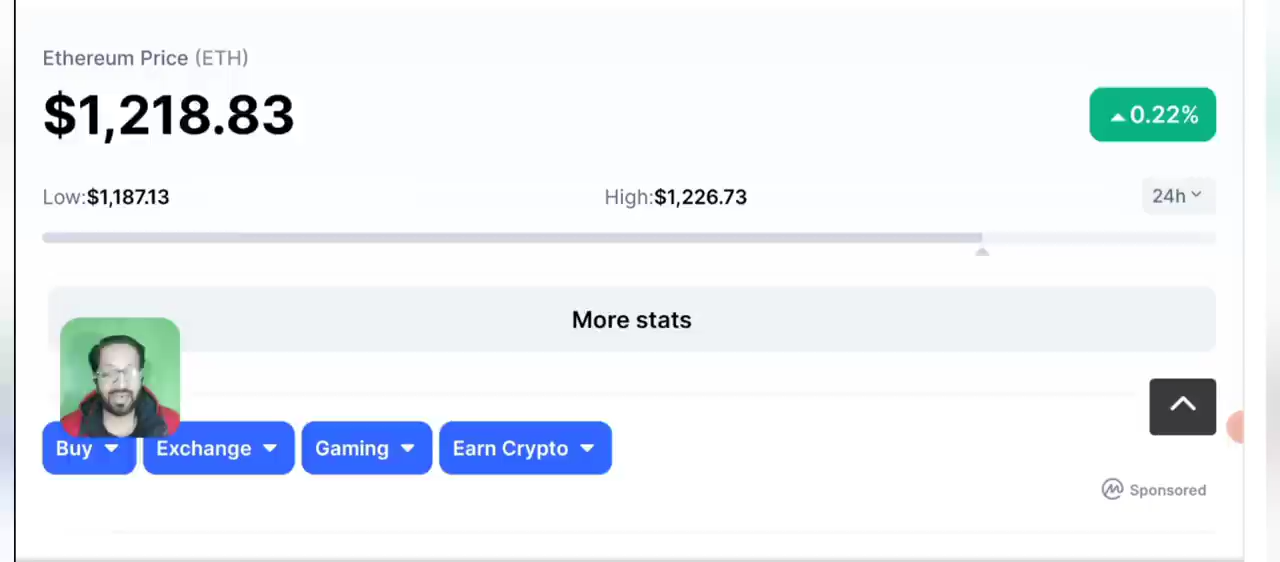 Ethereum Price (ETH)
$1,218.83
0.22%
Low:$1,187.13 High:$1,226.73 24h
More stats
Buy Exchange Gaming Earn Crypto
Sponsored